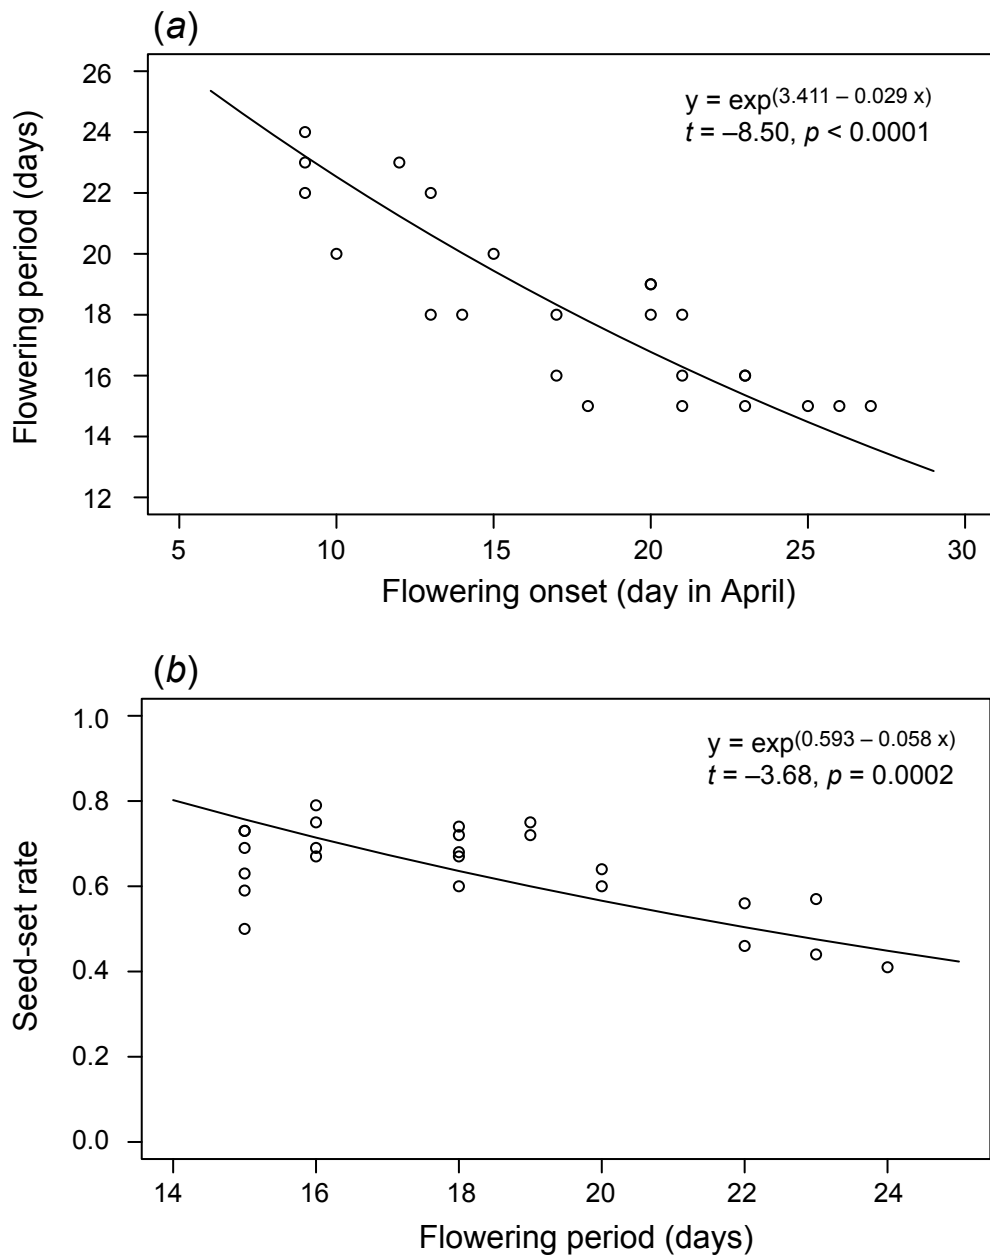 (a)
26
24
22
20
18
16
14
12
Flowering period (days)
y = exp(3.411 – 0.029 x)
t = –8.50, p < 0.0001
5 10 15 20 25 30
Flowering onset (day in April)
(b)
1.0
0.8
0.6
0.4
0.2
0.0
Seed-set rate
y = exp(0.593 – 0.058 x)
t = –3.68, p = 0.0002
14 16 18 20 22 24
Flowering period (days)